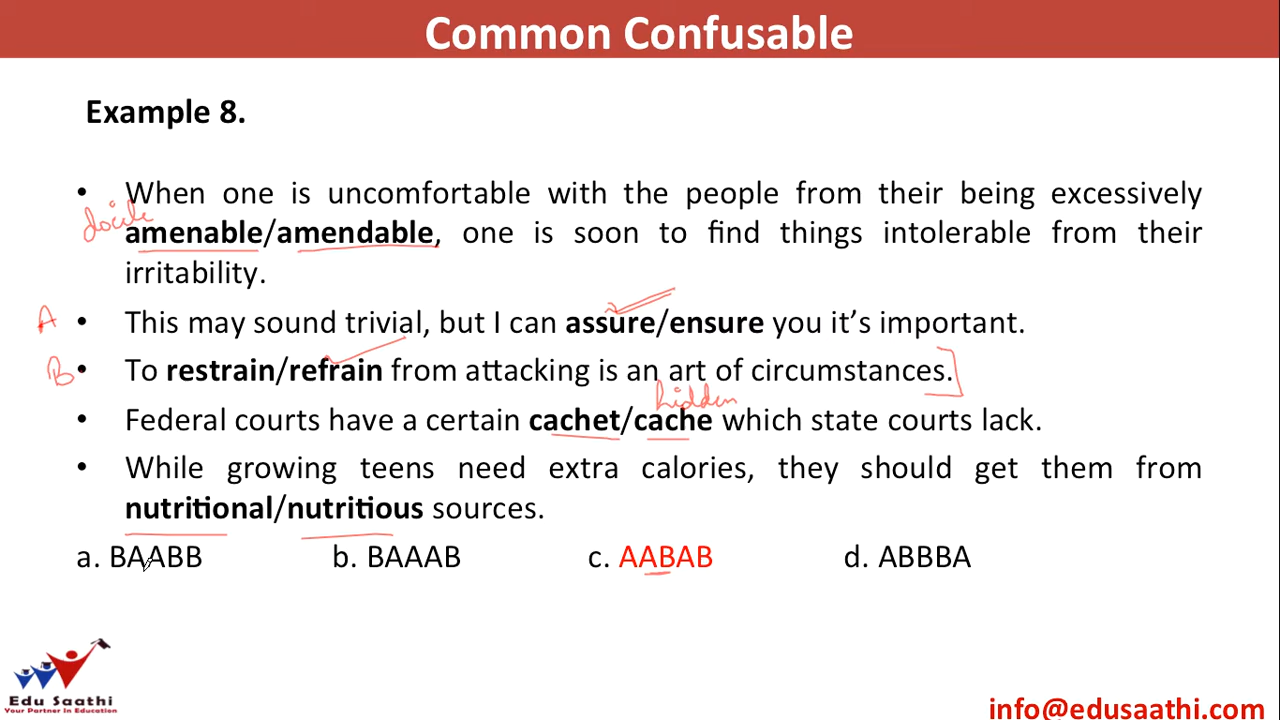 Common Confusable
Example 8.
• When one is uncomfortable with the people from their being excessively
docile
amenable/amendable, one is soon to find things intolerable from their
irritability.
A • This may sound trivial, but I can assure/ensure you it’s important.
B • To restrain/refrain from attacking is an art of circumstances.
hidden
• Federal courts have a certain cachet/cache which state courts lack.
• While growing teens need extra calories, they should get them from
nutritional/nutritious sources.
a. BAABB b. BAAAB c. AABAB d. ABBBA
Edu Saathi
Your Partner in Education
info@edusaathi.com